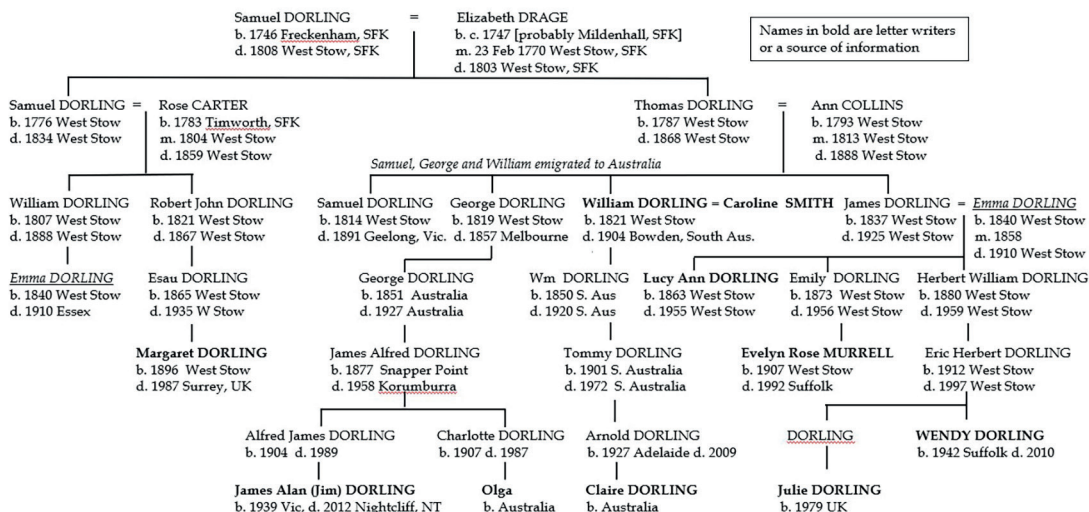 Samuel DORLING = Elizabeth DRAGE
b. 1746 Freckenham, SFK b. c. 1747 [probably Mildenhall, SFK]
d. 1808 West Stow, SFK m. 23 Feb 1770 West Stow, SFK
d. 1803 West Stow, SFK
Names in bold are letter writers
or a source of information
Samuel DORLING = Rose CARTER Thomas DORLING = Ann COLLINS
b. 1776 West Stow b. 1783 Timworth, SFK b. 1787 West Stow b. 1793 West Stow
d. 1834 West Stow m. 1804 West Stow d. 1868 West Stow m. 1813 West Stow
d. 1859 West Stow d. 1888 West Stow
Samuel, George and William emigrated to Australia
William DORLING Robert John DORLING Samuel DORLING George DORLING William DORLING = Caroline SMITH James DORLING = Emma DORLING
b. 1807 West Stow b. 1821 West Stow b. 1814 West Stow b. 1819 West Stow b. 1821 West Stow b. 1837 West Stow b. 1840 West Stow
d. 1888 West Stow d. 1867 West Stow d. 1891 Geelong, Vic. d. 1857 Melbourne d. 1904 Bowden, South Aus. d. 1925 West Stow m. 1858
d. 1910 West Stow
Emma DORLING Esau DORLING George DORLING Wm DORLING Lucy Ann DORLING Emily DORLING Herbert William DORLING
b. 1840 West Stow b. 1865 West Stow b. 1851 Australia b. 1850 S. Aus b. 1863 West Stow b. 1873 West Stow b. 1880 West Stow
d. 1910 Essex d. 1935 W Stow d. 1927 Australia d. 1920 S. Aus d. 1955 West Stow d. 1956 West Stow d. 1959 West Stow
Margaret DORLING James Alfred DORLING Tommy DORLING Evelyn Rose MURRELL Eric Herbert DORLING
b. 1896 West Stow b. 1877 Snapper Point b. 1901 S. Australia b. 1907 West Stow b. 1912 West Stow
d. 1987 Surrey, UK d. 1958 Korumburra d. 1972 S. Australia d. 1992 Suffolk d. 1997 West Stow
Alfred James DORLING Charlotte DORLING Arnold DORLING DORLING WENDY DORLING
b. 1904 d. 1989 b. 1907 d. 1987 b. 1927 Adelaide d. 2009 b. 1942 Suffolk d. 2010
James Alan (Jim) DORLING Olga Claire DORLING Julie DORLING
b. 1939 Vic, d. 2012 Nightcliff, NT b. Australia b. Australia b. 1979 UK